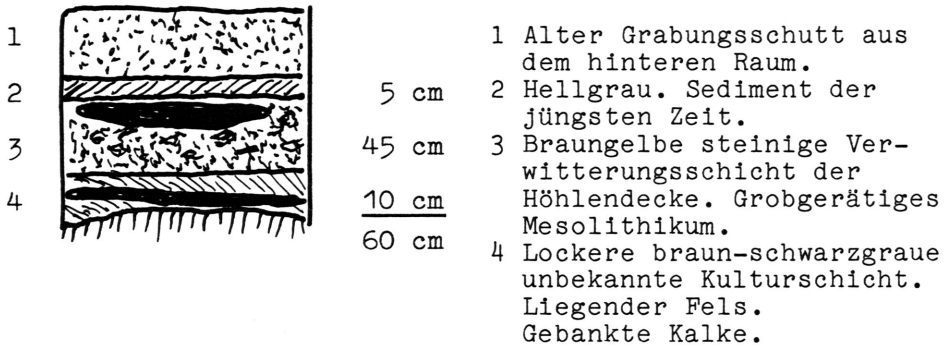 1
2
3
4
5 cm
45 cm
10 cm
60 cm
1 Alter Grabungsschutt aus
dem hinteren Raum.
2 Hellgrau. Sediment der
jüngsten Zeit.
3 Braungelbe steinige Ver-
witterungsschicht der
Höhlendecke. Grobgerätiges
Mesolithikum.
4 Lockere braun-schwarzgraue
unbekannte Kulturschicht.
Liegender Fels.
Gebankte Kalke.